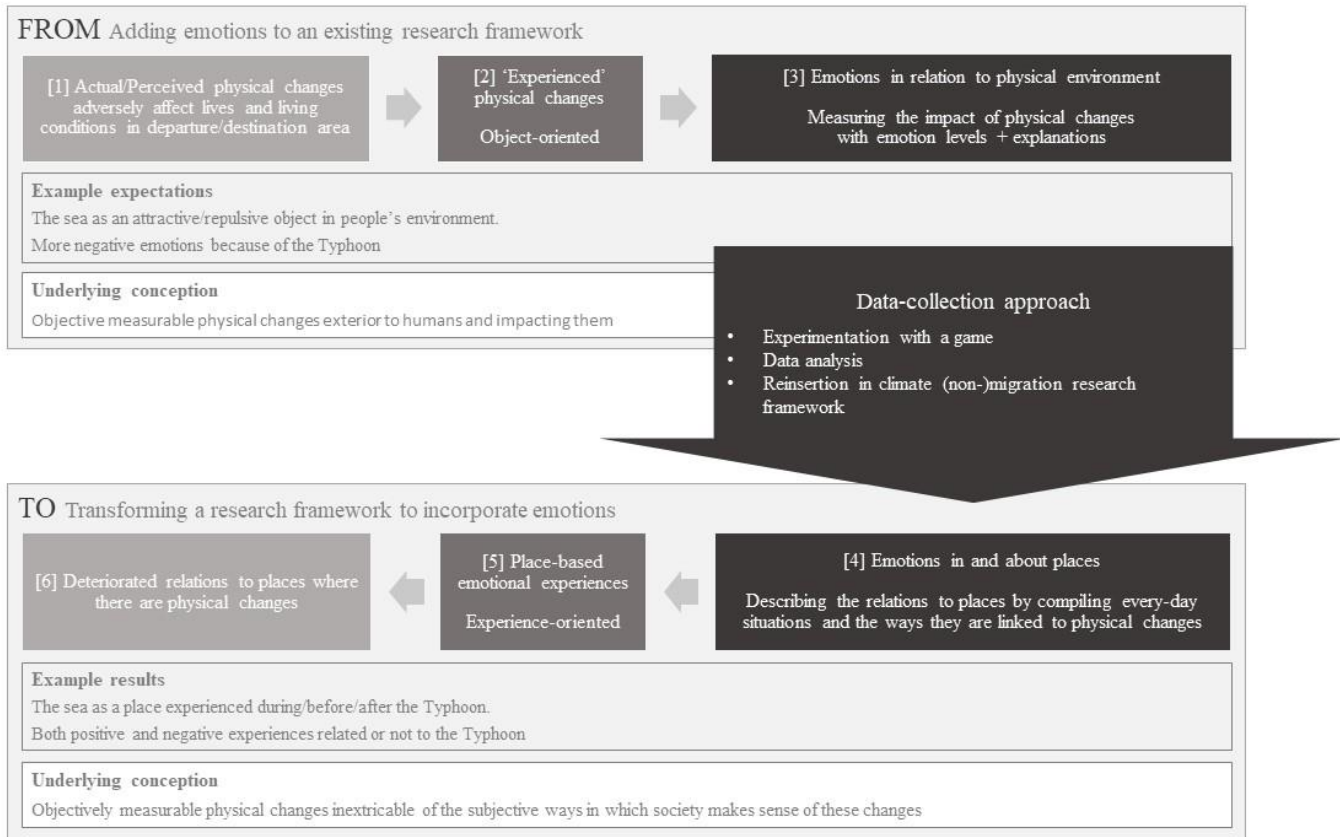 FROM Adding emotions to an existing research framework
[1] Actual/Perceived physical changes
adversely affect lives and living
conditions in departure/destination area
[2] ‘Experienced’
physical changes
Object-oriented
[3] Emotions in relation to physical environment
Measuring the impact of physical changes
with emotion levels + explanations
Example expectations
The sea as an attractive/repulsive object in people’s environment.
More negative emotions because of the Typhoon
Underlying conception
Objective measurable physical changes exterior to humans and impacting them
Data-collection approach
• Experimentation with a game
• Data analysis
• Reinsertion in climate (non-)migration research
framework
TO Transforming a research framework to incorporate emotions
[6] Deteriorated relations to places where
there are physical changes
[5] Place-based
emotional experiences
Experience-oriented
[4] Emotions in and about places
Describing the relations to places by compiling every-day
situations and the ways they are linked to physical changes
Example results
The sea as a place experienced during/before/after the Typhoon.
Both positive and negative experiences related or not to the Typhoon
Underlying conception
Objectively measurable physical changes inextricable of the subjective ways in which society makes sense of these changes